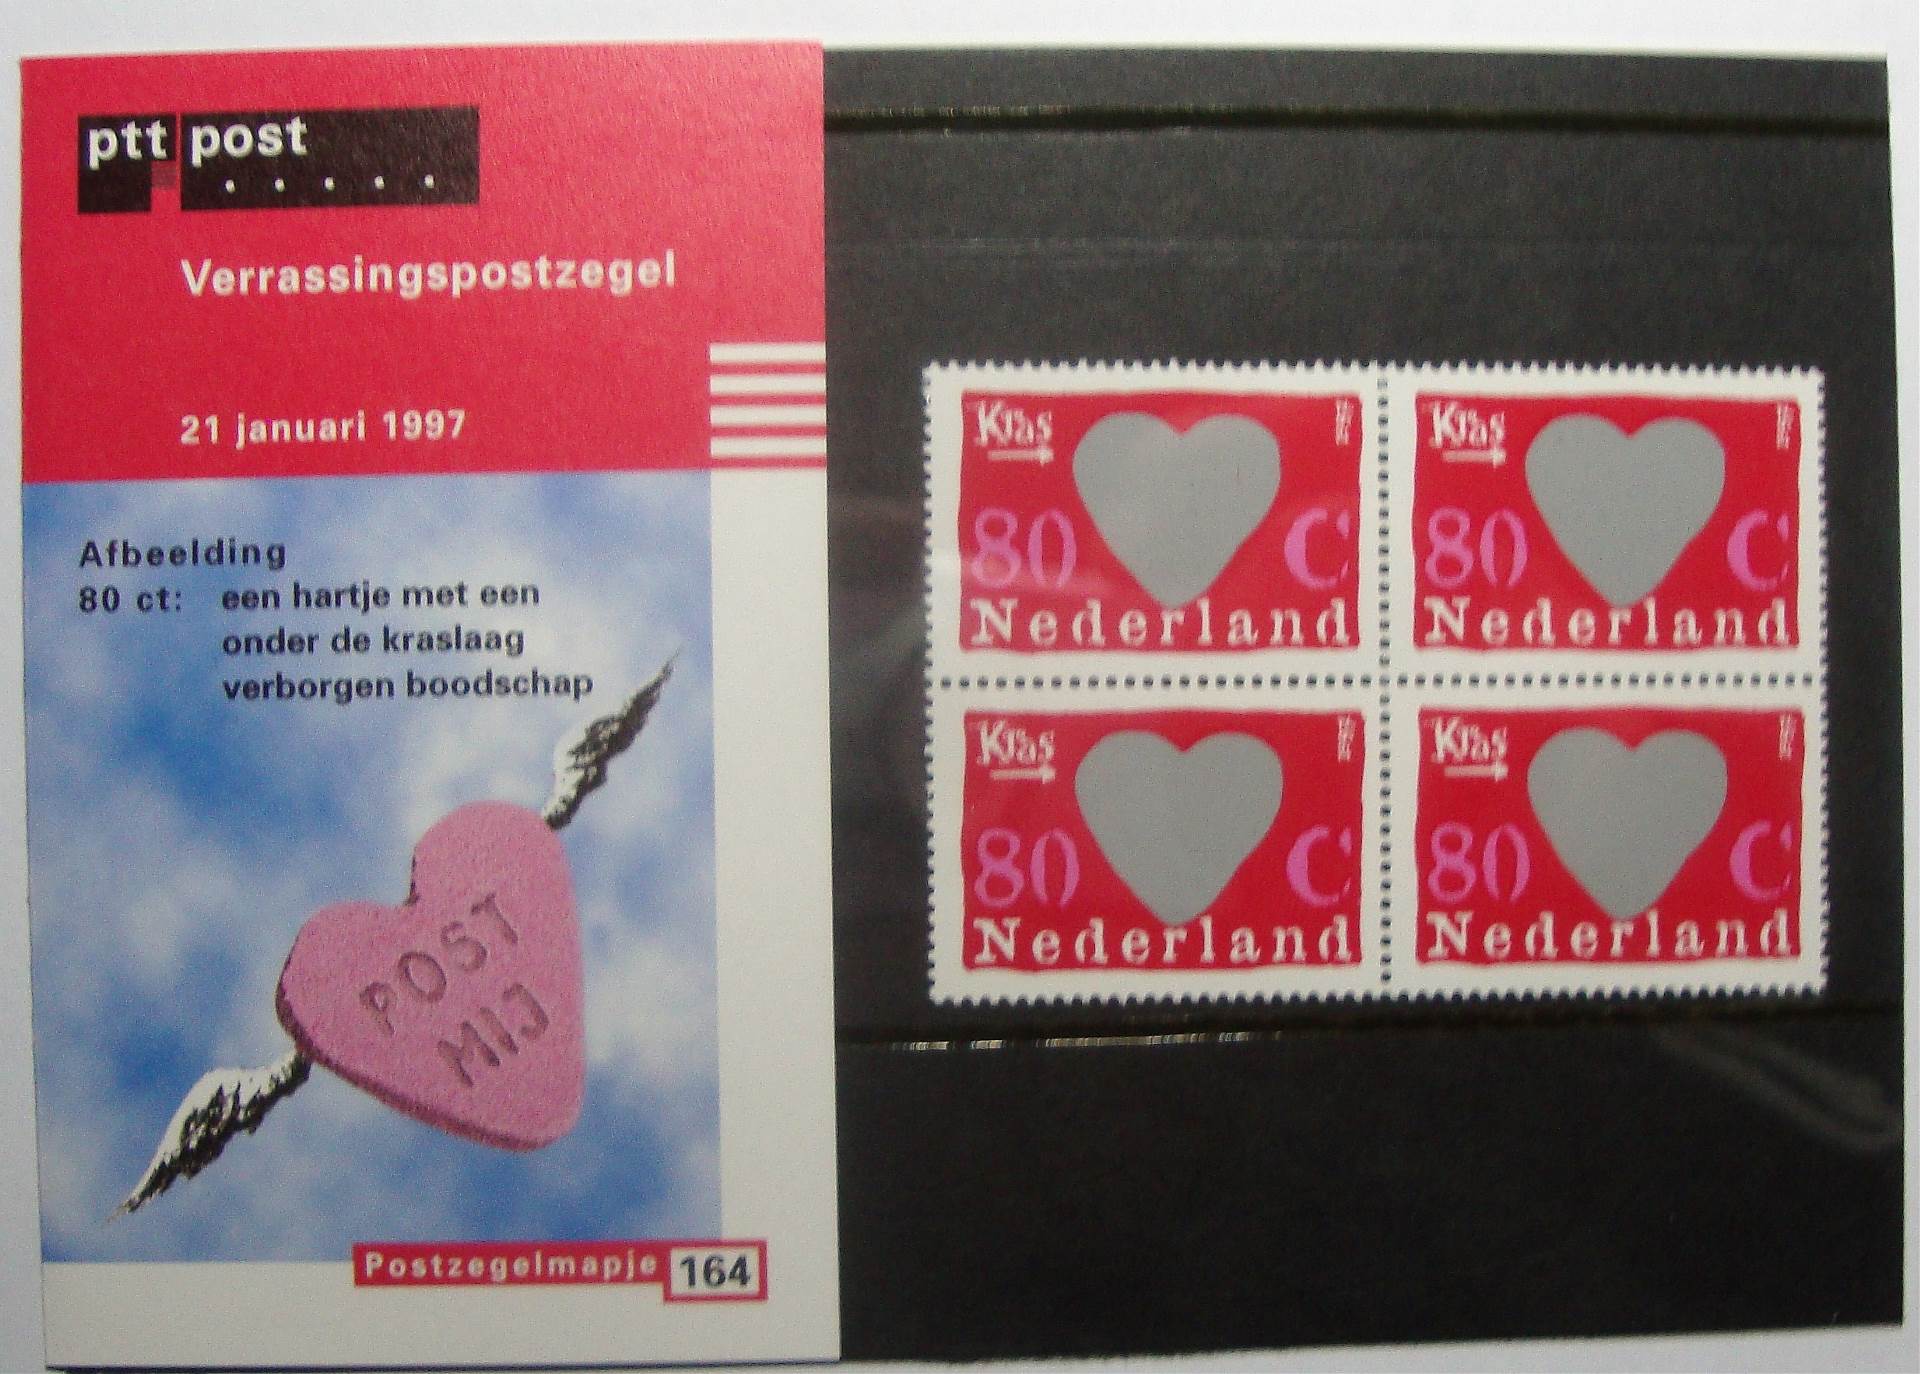 ptt post
Verrassingspostzegel
21 januari 1997
Afbeelding
80 ct: een hartje met een
onder de kraslaag
verborgen boodschap
POST
MIJ
Postzegelmapje 164
Kras
80 C
Nederland
Kras
80 C
Nederland
Kras
80 C
Nederland
Kras
80 C
Nederland